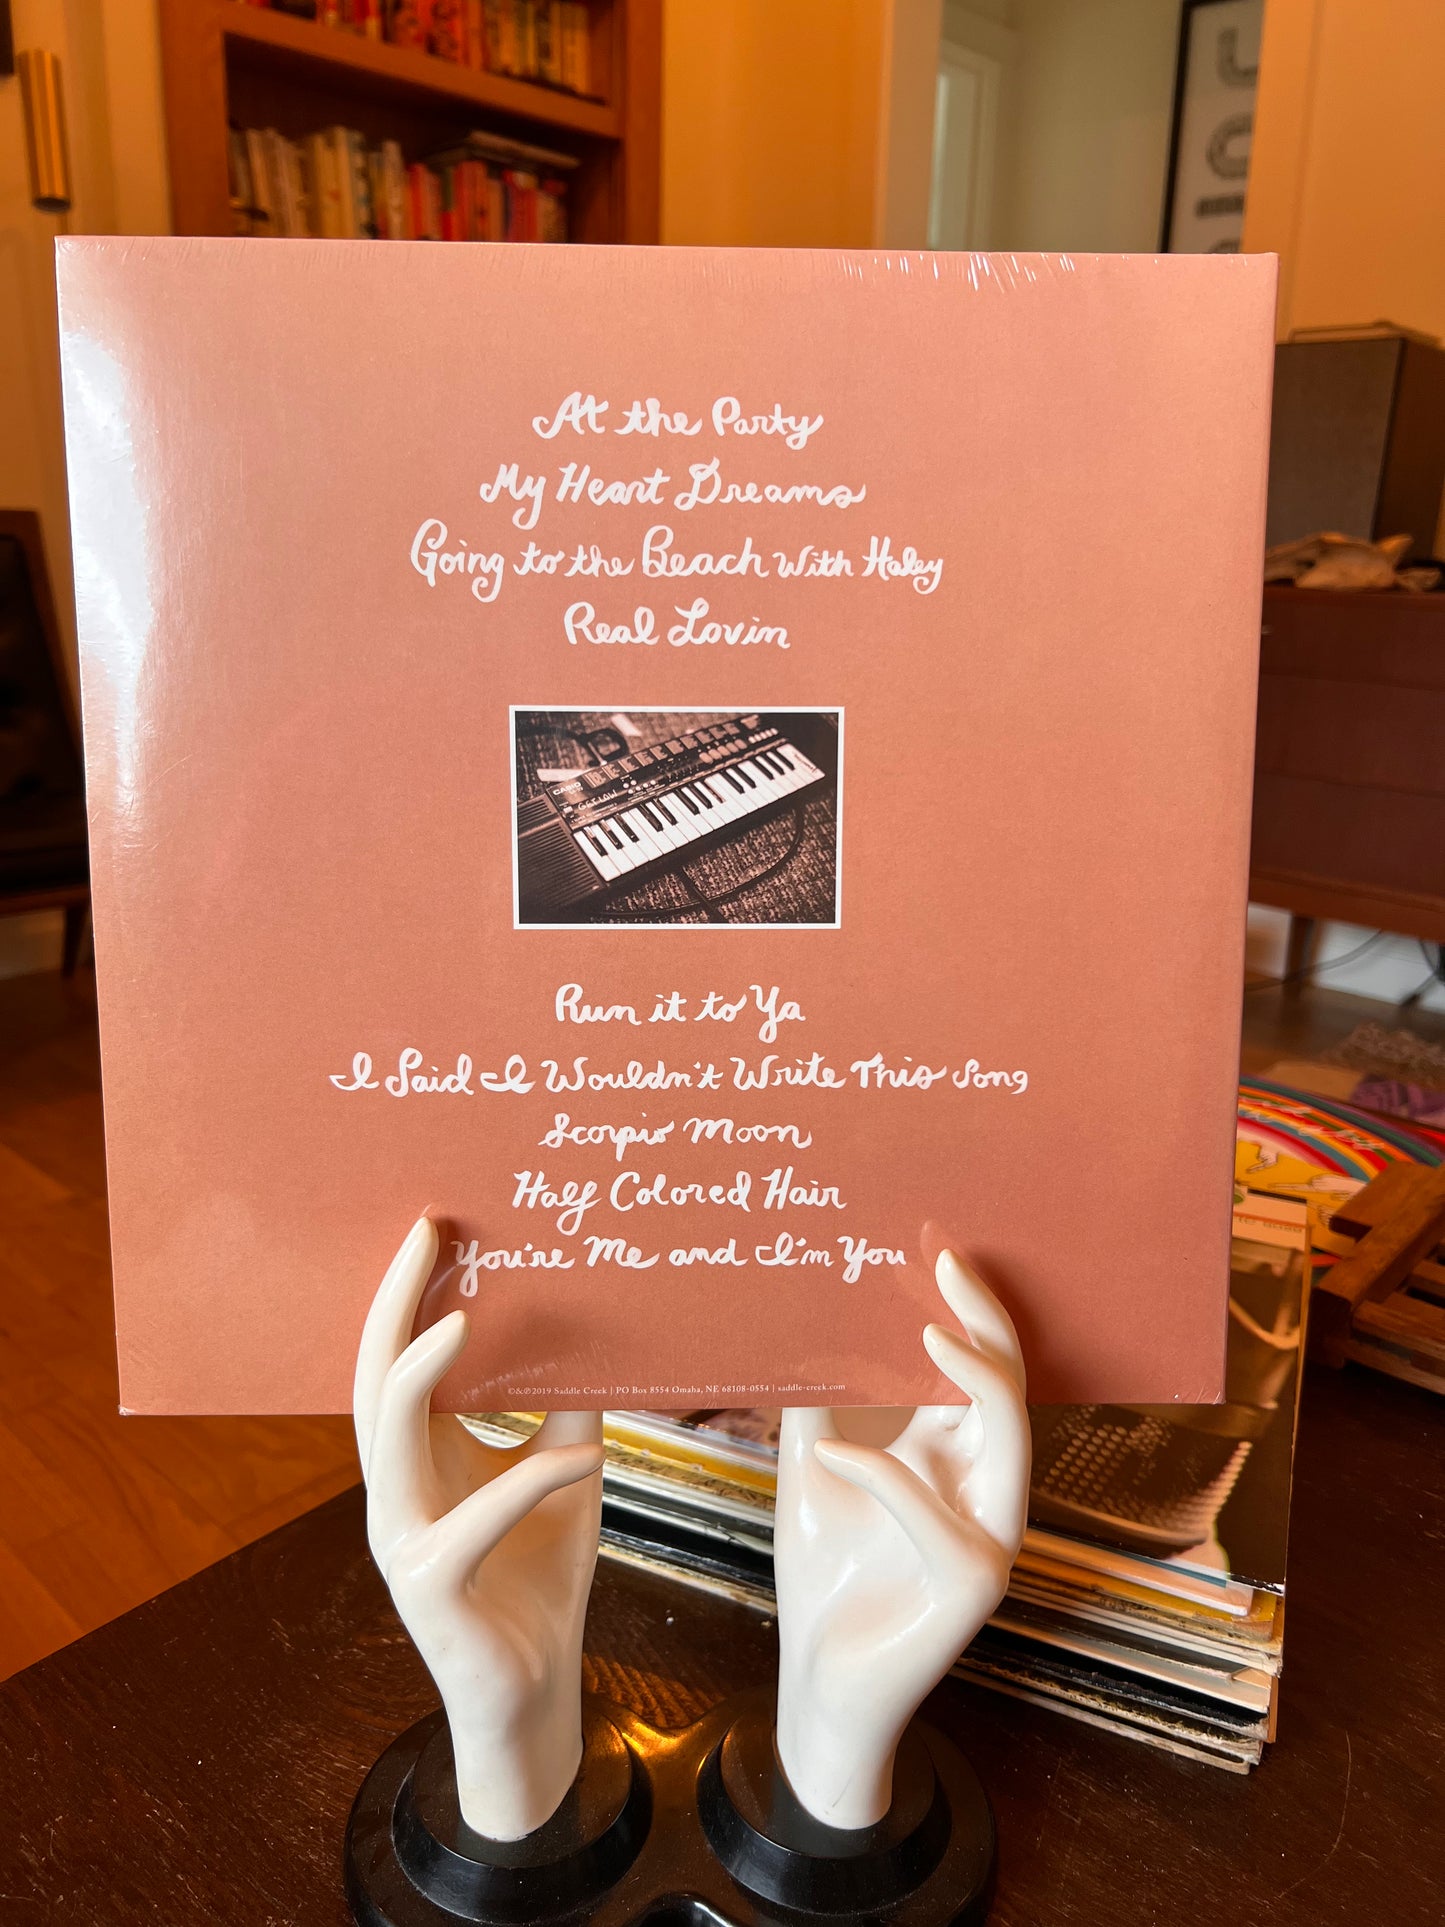 At the Party
My Heart Dreams
Going to the Beach With Haley
Real Lovin
CASIO
Run it to Ya
I Said I Wouldn't Write This Song
Scorpio Moon
Half Colored Hair
You're Me and I'm You
©&℗2019 Saddle Creek | PO Box 8554 Omaha, NE 68108-0554 | saddle-creek.com